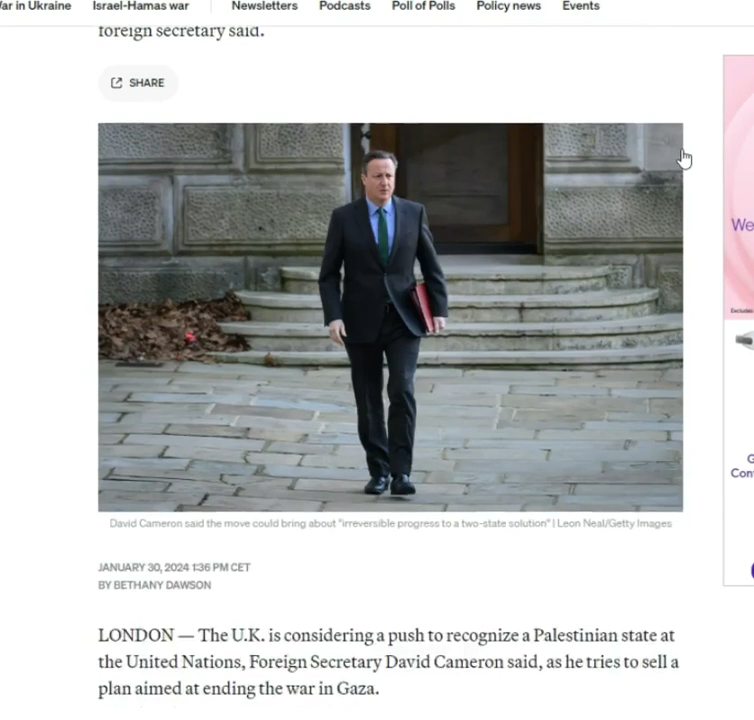 War in Ukraine Israel-Hamas war Newsletters Podcasts Poll of Polls Policy news Events
foreign secretary said.
SHARE
We
David Cameron said the move could bring about "irreversible progress to a two-state solution" | Leon Neal/Getty Images
JANUARY 30, 2024 1:36 PM CET
BY BETHANY DAWSON
LONDON — The U.K. is considering a push to recognize a Palestinian state at
the United Nations, Foreign Secretary David Cameron said, as he tries to sell a
plan aimed at ending the war in Gaza.